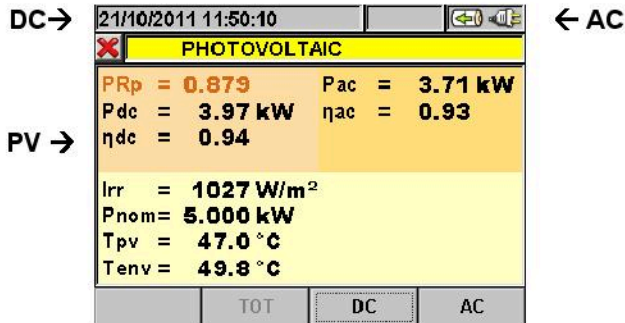 DC→ 21/10/2011 11:50:10 ← AC
PHOTOVOLTAIC
PRp = 0.879 Pac = 3.71 kW
Pdc = 3.97 kW ηac = 0.93
PV → ηdc = 0.94
Irr = 1027 W/m²
Pnom= 5.000 kW
Tpv = 47.0 °C
Tenv = 49.8 °C
TOT DC AC